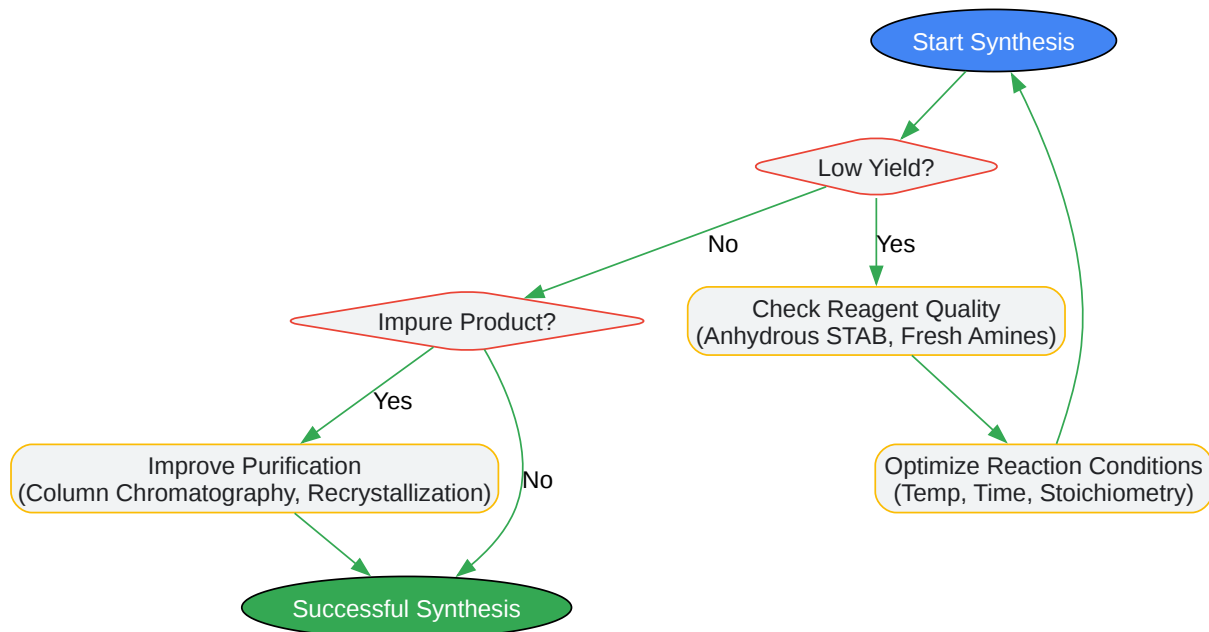 Start Synthesis
Low Yield?
No
Yes
Check Reagent Quality
(Anhydrous STAB, Fresh Amines)
Impure Product?
Yes
No
Improve Purification
(Column Chromatography, Recrystallization)
Optimize Reaction Conditions
(Temp, Time, Stoichiometry)
Successful Synthesis